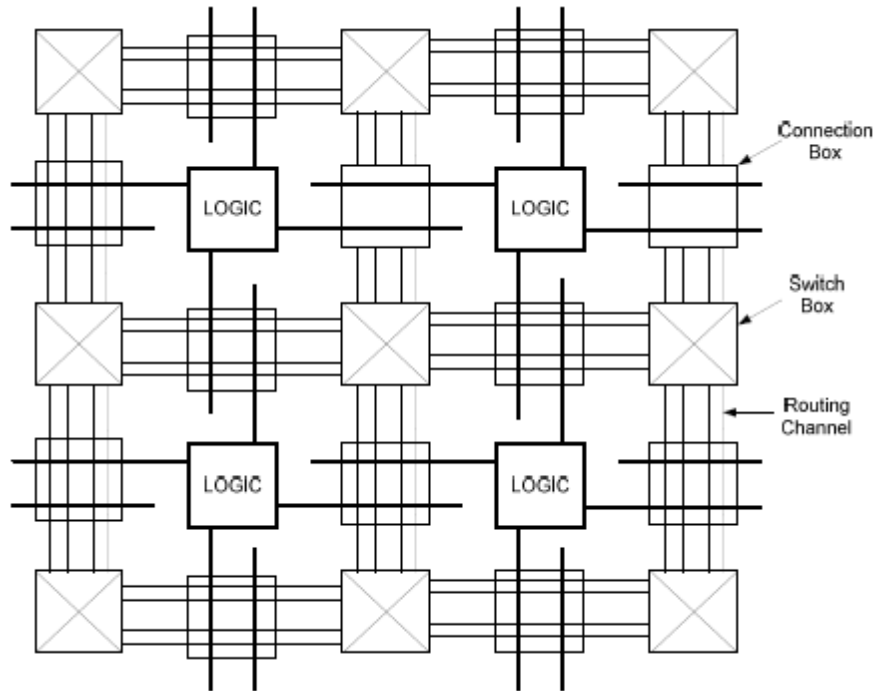 Connection
Box
LOGIC
LOGIC
Switch
Box
Routing
Channel
LOGIC
LOGIC